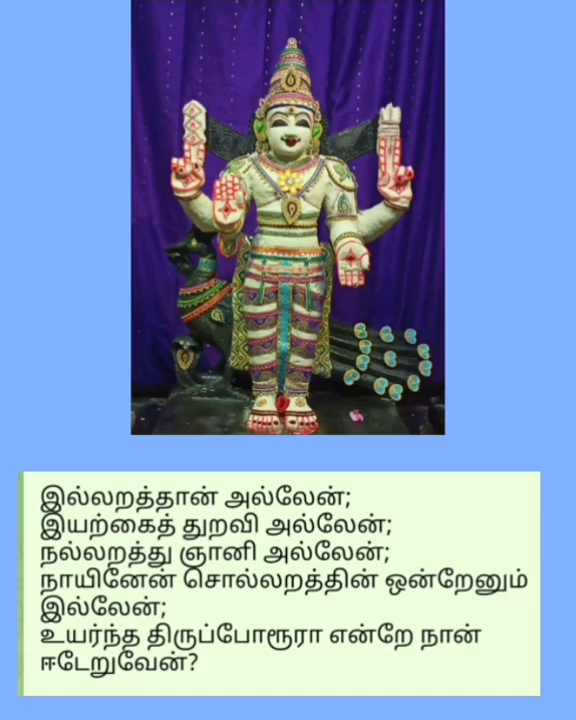 இல்லறத்தான் அல்லேன்;
இயற்கைத் துறவி அல்லேன்;
நல்லறத்து ஞானி அல்லேன்;
நாயினேன் சொல்லறத்தின் ஒன்றேனும்
இல்லேன்;
உயர்ந்த திருப்போரூரா என்றே நான்
ஈடேறுவேன்?